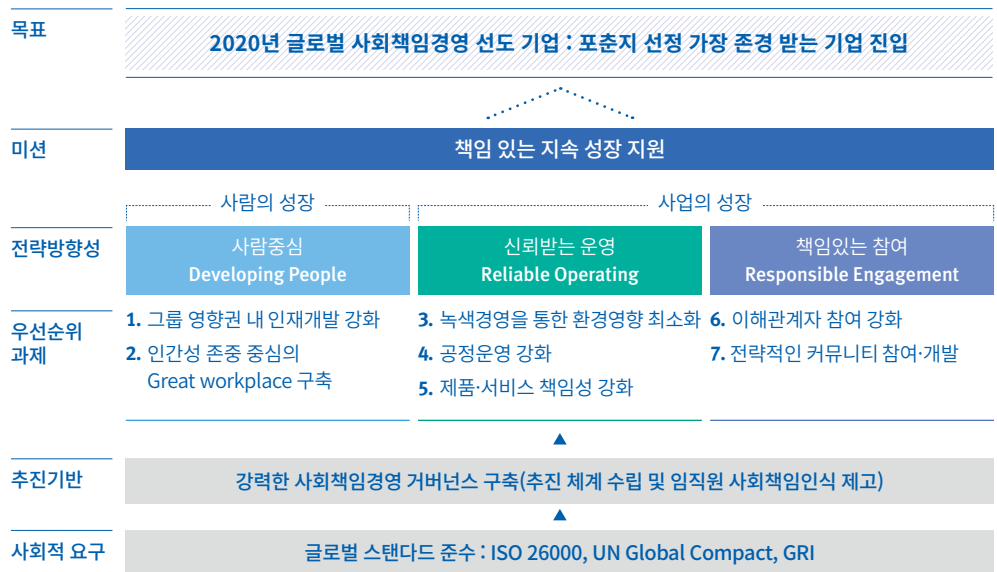 목표
2020년 글로벌 사회책임경영 선도 기업 : 포춘지 선정 가장 존경 받는 기업 진입
미션
책임 있는 지속 성장 지원
사람의 성장
사업의 성장
전략방향성
사람중심
Developing People
신뢰받는 운영
Reliable Operating
책임있는 참여
Responsible Engagement
우선순위
과제
1. 그룹 영향권 내 인재개발 강화
2. 인간성 존중 중심의
Great workplace 구축
3. 녹색경영을 통한 환경영향 최소화
4. 공정운영 강화
5. 제품·서비스 책임성 강화
6. 이해관계자 참여 강화
7. 전략적인 커뮤니티 참여·개발
추진기반
강력한 사회책임경영 거버넌스 구축(추진 체계 수립 및 임직원 사회책임인식 제고)
사회적 요구
글로벌 스탠다드 준수 : ISO 26000, UN Global Compact, GRI